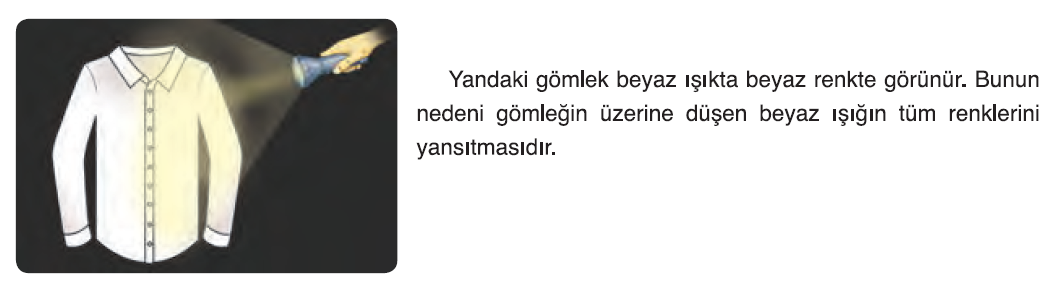 Yandaki gömlek beyaz ışıkta beyaz renkte görünür. Bunun
nedeni gömleğin üzerine düşen beyaz ışığın tüm renklerini
yansıtmasıdır.